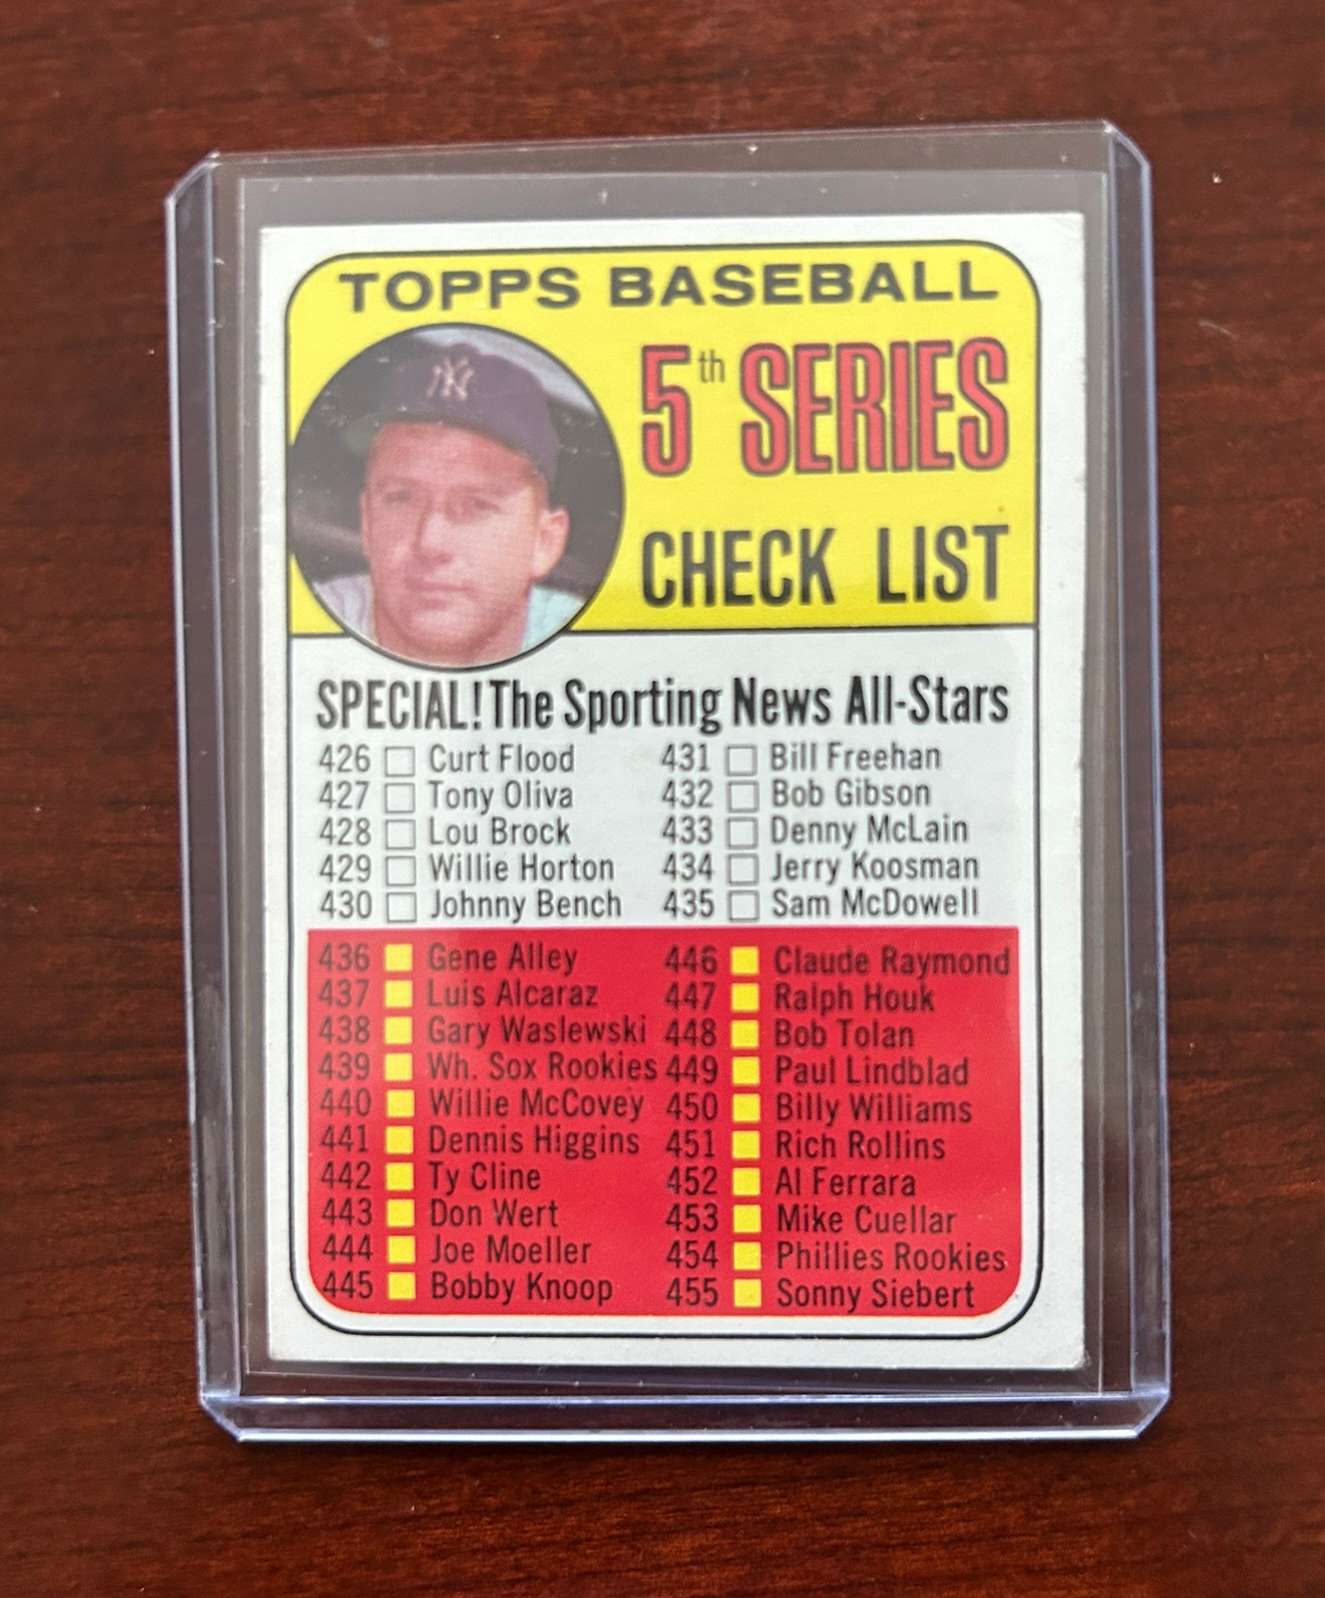 TOPPS BASEBALL
NY
5th SERIES
CHECK LIST
SPECIAL! The Sporting News All-Stars
426 Curt Flood
427 Tony Oliva
428 Lou Brock
429 Willie Horton
430 Johnny Bench
431 Bill Freehan
432 Bob Gibson
433 Denny McLain
434 Jerry Koosman
435 Sam McDowell
436 Gene Alley
437 Luis Alcaraz
438 Gary Waslewski
439 Wh. Sox Rookies
440 Willie McCovey
441 Dennis Higgins
442 Ty Cline
443 Don Wert
444 Joe Moeller
445 Bobby Knoop
446 Claude Raymond
447 Ralph Houk
448 Bob Tolan
449 Paul Lindblad
450 Billy Williams
451 Rich Rollins
452 Al Ferrara
453 Mike Cuellar
454 Phillies Rookies
455 Sonny Siebert